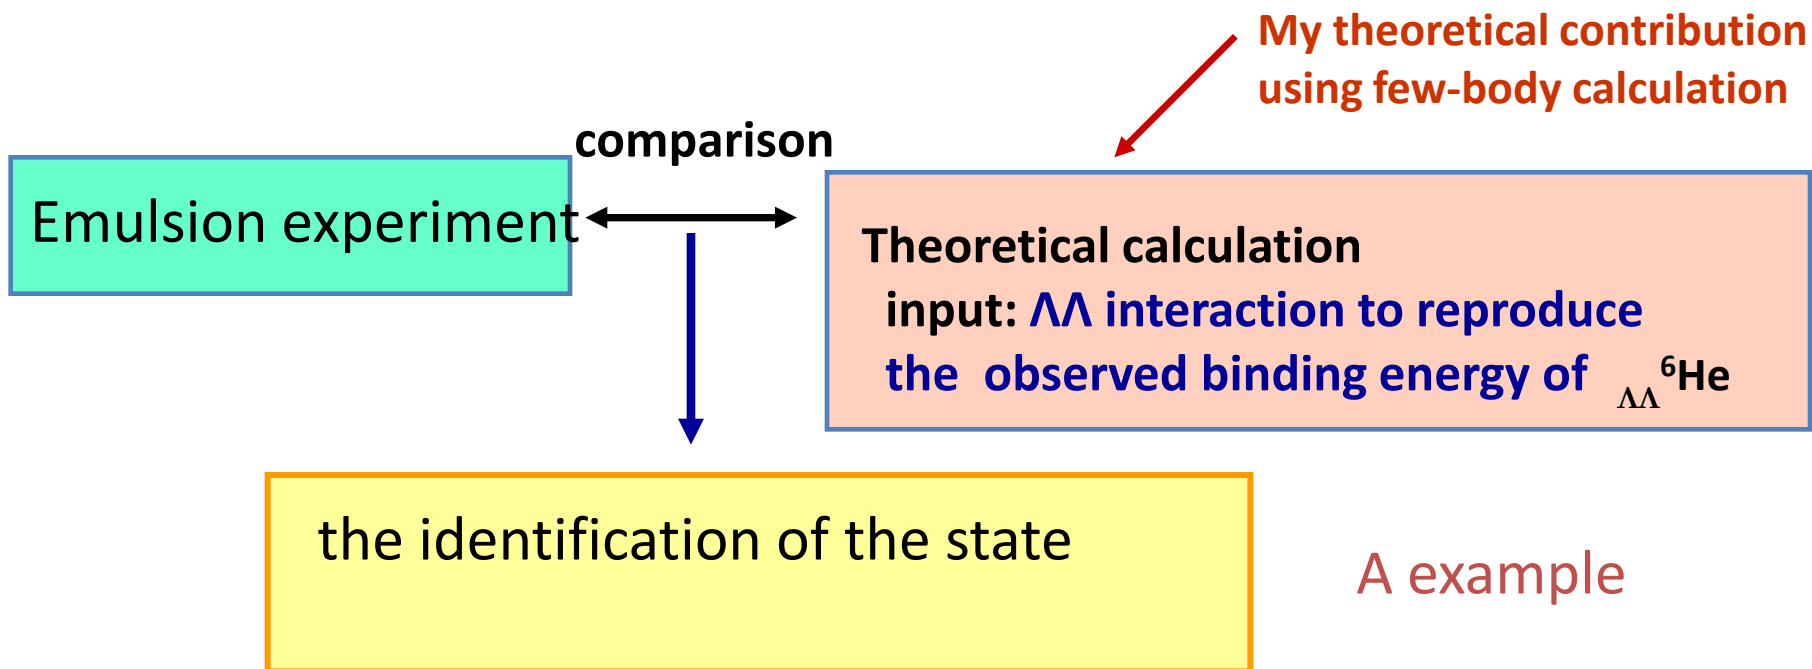 My theoretical contribution
using few-body calculation
comparison
Emulsion experiment
Theoretical calculation
input: ΛΛ interaction to reproduce
the observed binding energy of ΛΛ⁶He
the identification of the state
A example